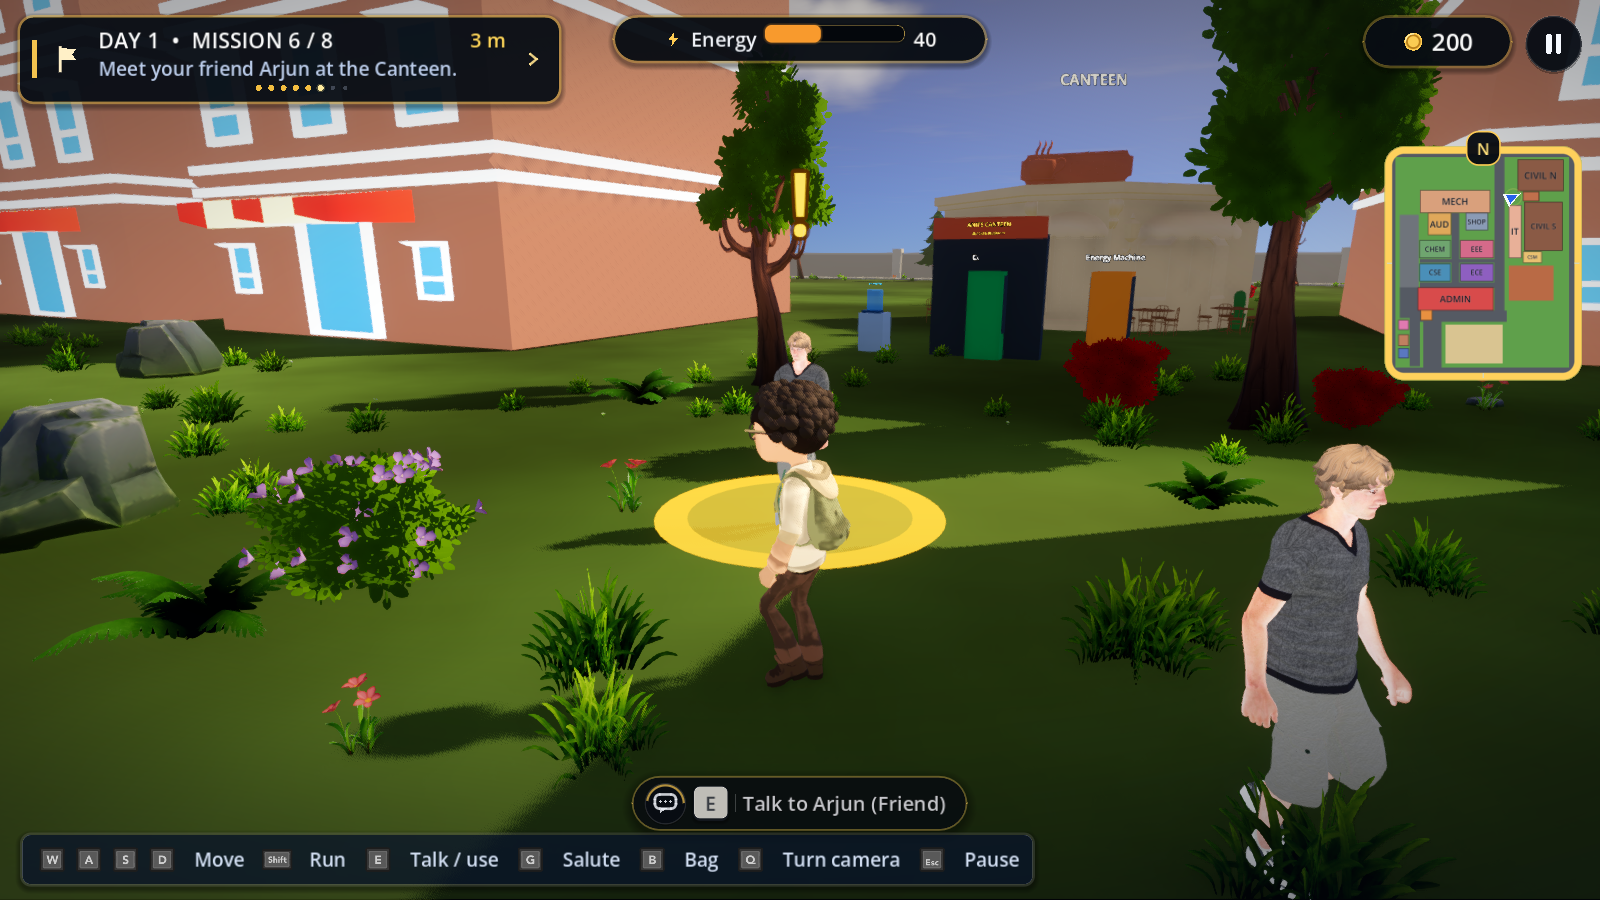 DAY 1 • MISSION 6 / 8
3 m
Meet your friend Arjun at the Canteen.
Energy
40
200
CANTEEN
N
CIVIL N
MECH
AUD
SHOP
IT
CIVIL S
CHEM
EEE
CSE
ECE
ADMIN
Energy Machine
E
Talk to Arjun (Friend)
W A S D Move Shift Run E Talk / use G Salute B Bag Q Turn camera Esc Pause